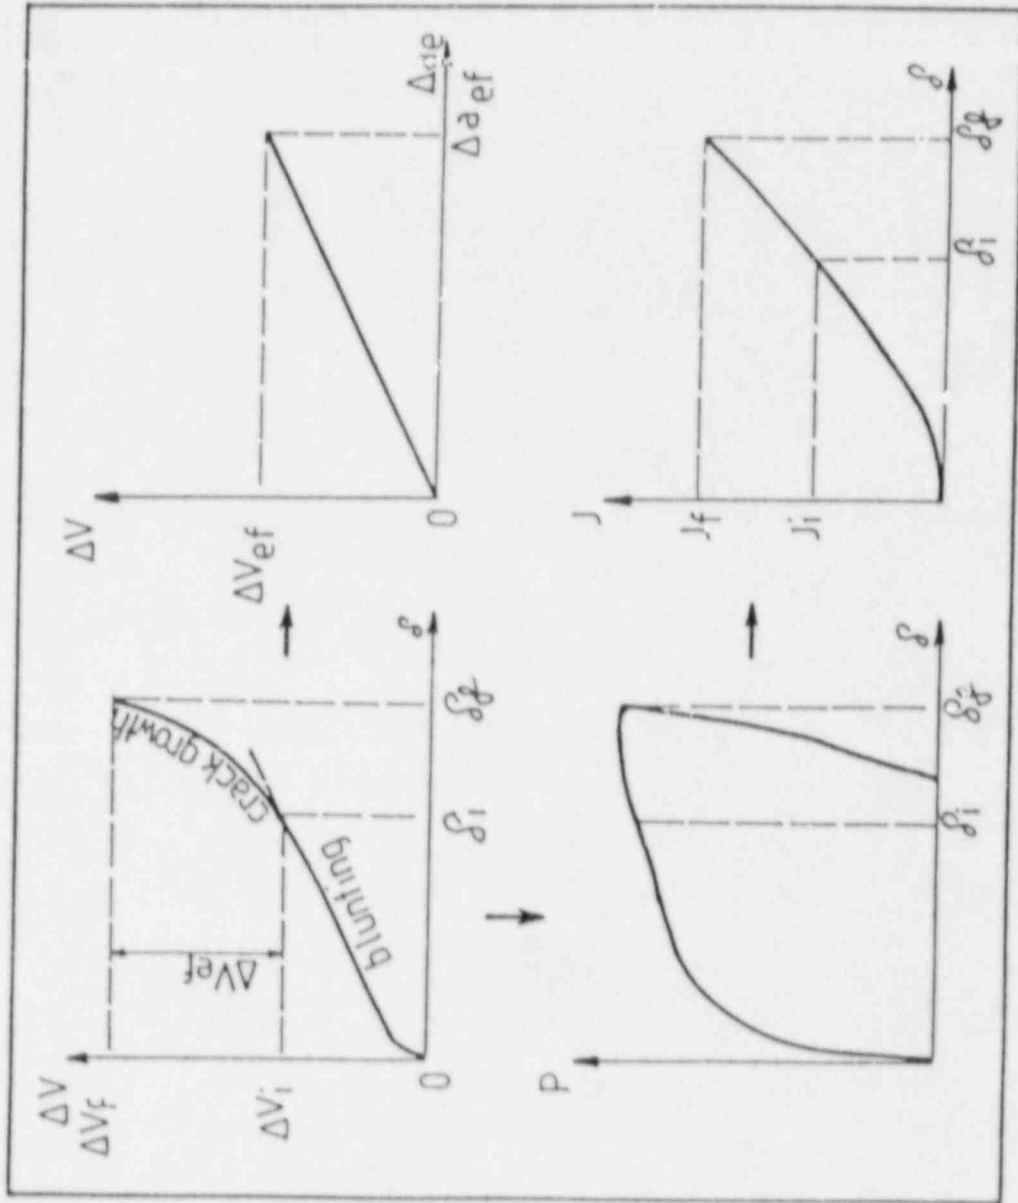 ΔV
ΔV_f
ΔV_i
0
ΔV_ef
crack growth
blunting
δ_i
δ_f
δ
ΔV
ΔV_ef
0
Δa_ef
P
δ_i
δ_f
δ
J
J_f
J_i
δ_i
δ_f
δ